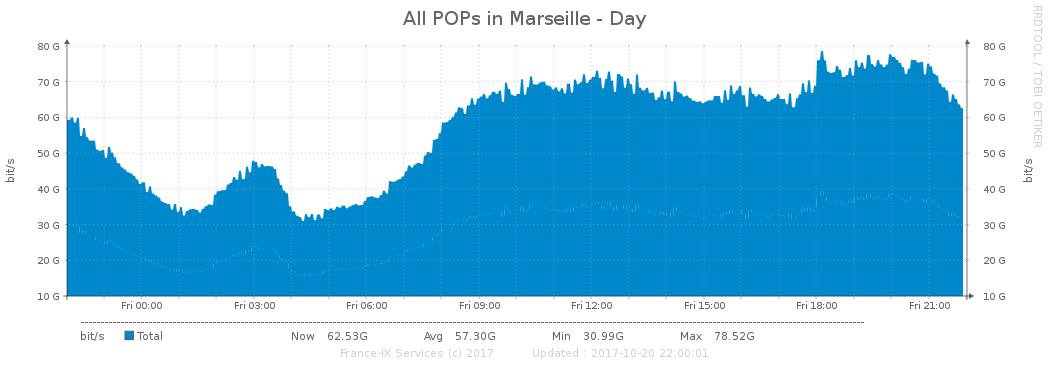 All POPs in Marseille - Day
RRDTOOL / TOBI OETIKER
bit/s
bit/s
80 G 80 G
70 G 70 G
60 G 60 G
50 G 50 G
40 G 40 G
30 G 30 G
20 G 20 G
10 G 10 G
Fri 00:00 Fri 03:00 Fri 06:00 Fri 09:00 Fri 12:00 Fri 15:00 Fri 18:00 Fri 21:00
bit/s Total Now 62.53G Avg 57.30G Min 30.99G Max 78.52G
France-IX Services (c) 2017 Updated : 2017-10-20 22:00:01